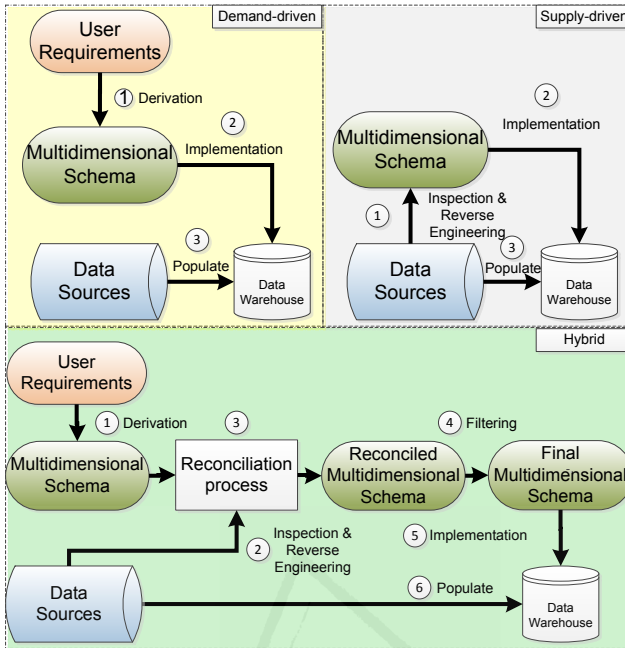 Demand-driven
User
Requirements
1 Derivation
2
Implementation
Multidimensional
Schema
3
Populate
Data
Sources
Data
Warehouse
Supply-driven
2
Implementation
Multidimensional
Schema
1
Inspection &
Reverse
Engineering
3
Populate
Data
Sources
Data
Warehouse
Hybrid
User
Requirements
1 Derivation
Multidimensional
Schema
3
Reconciliation
process
4 Filtering
Reconciled
Multidimensional
Schema
Final
Multidimensional
Schema
2 Inspection &
Reverse
Engineering
5 Implementation
6 Populate
Data
Sources
Data
Warehouse